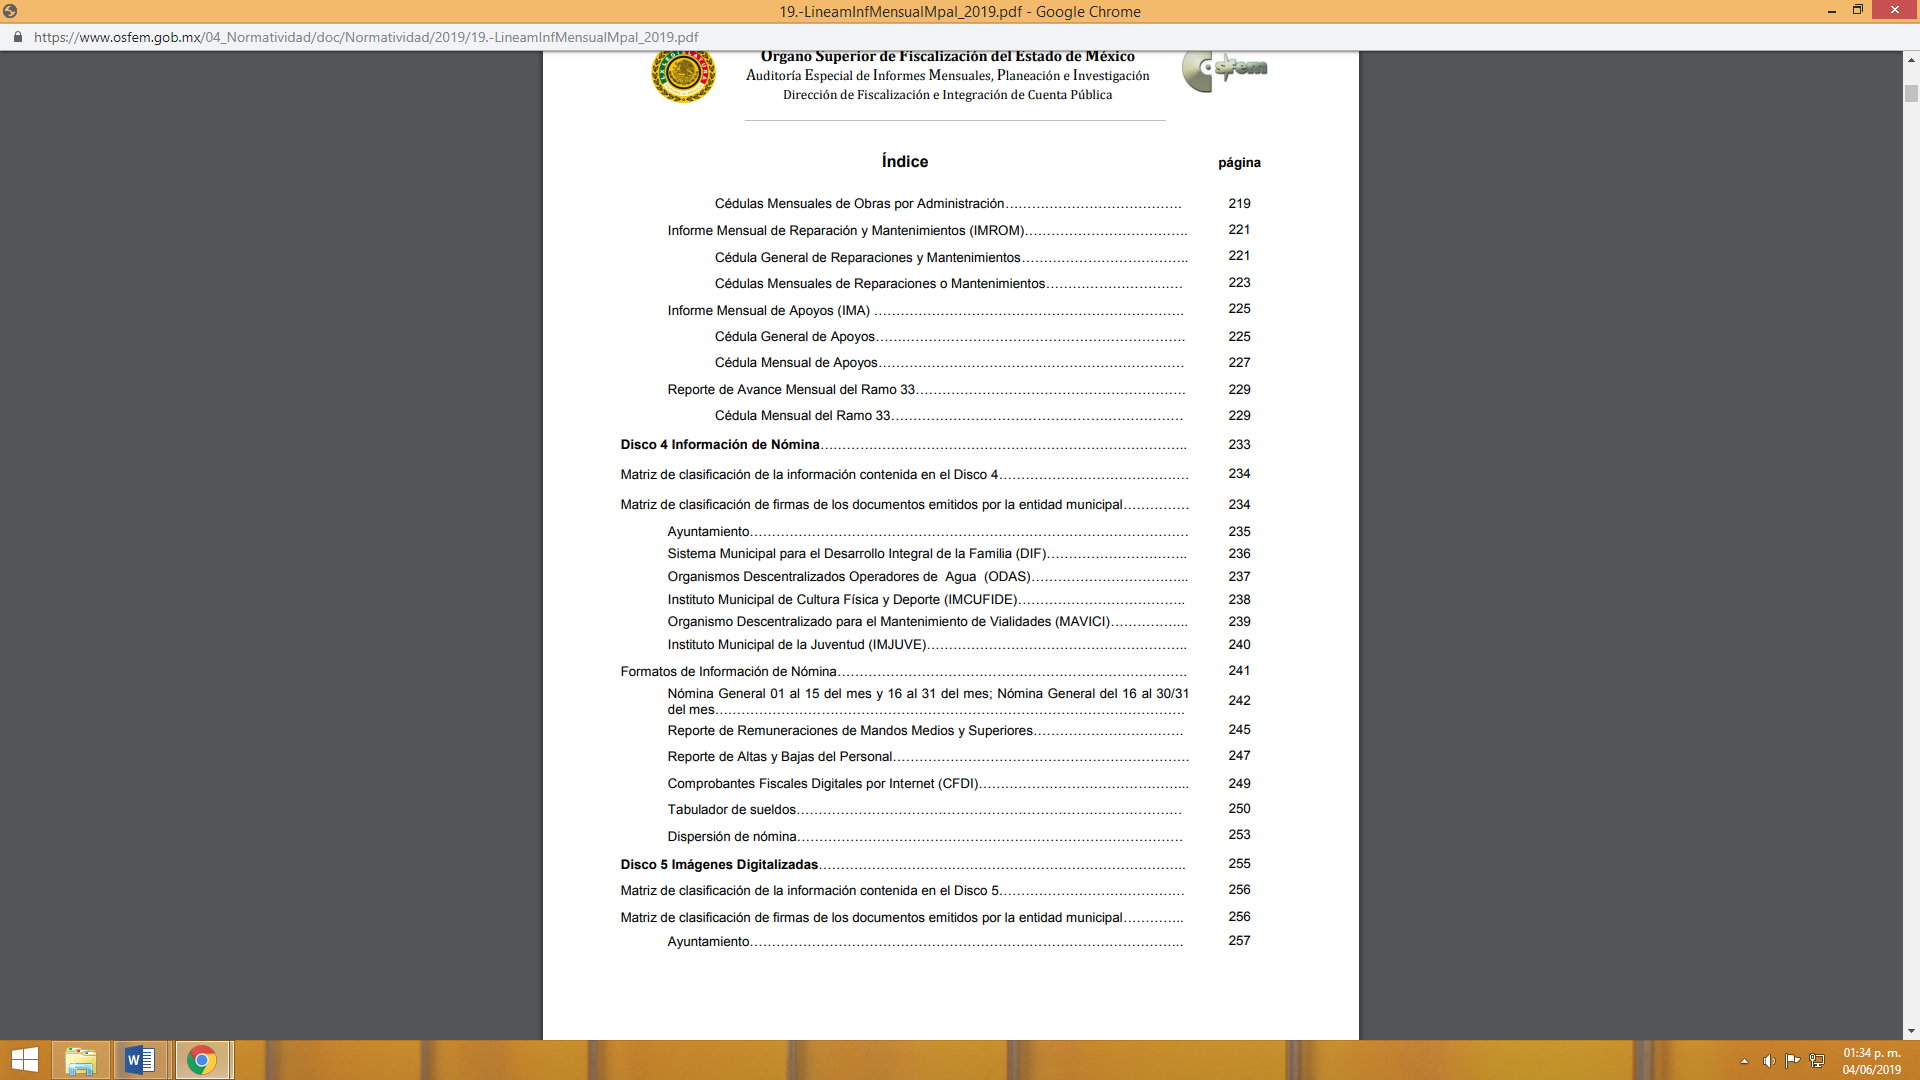 19.-LineamInfMensualMpal_2019.pdf - Google Chrome
https://www.osfem.gob.mx/04_Normatividad/doc/Normatividad/2019/19.-LineamInfMensualMpal_2019.pdf
Órgano Superior de Fiscalización del Estado de México
Auditoría Especial de Informes Mensuales, Planeación e Investigación
Dirección de Fiscalización e Integración de Cuenta Pública
osfem
Índice página
Cédulas Mensuales de Obras por Administración…………………………………. 219
Informe Mensual de Reparación y Mantenimientos (IMROM)………………………………. 221
Cédula General de Reparaciones y Mantenimientos……………………………….. 221
Cédulas Mensuales de Reparaciones o Mantenimientos…………………………. 223
Informe Mensual de Apoyos (IMA) ……………………………………………………………. 225
Cédula General de Apoyos……………………………………………………………. 225
Cédula Mensual de Apoyos…………………………………………………………… 227
Reporte de Avance Mensual del Ramo 33……………………………………………………. 229
Cédula Mensual del Ramo 33………………………………………………………… 229
Disco 4 Información de Nómina……………………………………………………………………….. 233
Matriz de clasificación de la información contenida en el Disco 4……………………………………. 234
Matriz de clasificación de firmas de los documentos emitidos por la entidad municipal…………… 234
Ayuntamiento……………………………………………………………………………………… 235
Sistema Municipal para el Desarrollo Integral de la Familia (DIF)………………………….. 236
Organismos Descentralizados Operadores de  Agua  (ODAS)……………………………... 237
Instituto Municipal de Cultura Física y Deporte (IMCUFIDE)……………………………….. 238
Organismo Descentralizado para el Mantenimiento de Vialidades (MAVICI)……………... 239
Instituto Municipal de la Juventud (IMJUVE)………………………………………………….. 240
Formatos de Información de Nómina……………………………………………………………………. 241
Nómina General 01 al 15 del mes y 16 al 31 del mes; Nómina General del 16 al 30/31
del mes……………………………………………………………………………………………. 242
Reporte de Remuneraciones de Mandos Medios y Superiores……………………………. 245
Reporte de Altas y Bajas del Personal…………………………………………………………. 247
Comprobantes Fiscales Digitales por Internet (CFDI)………………………………………... 249
Tabulador de sueldos…………………………………………………………………………… 250
Dispersión de nómina…………………………………………………………………………… 253
Disco 5 Imágenes Digitalizadas……………………………………………………………………….. 255
Matriz de clasificación de la información contenida en el Disco 5…………………………………… 256
Matriz de clasificación de firmas de los documentos emitidos por la entidad municipal………….. 256
Ayuntamiento…………………………………………………………………………………….. 257
01:34 p. m.
04/06/2019